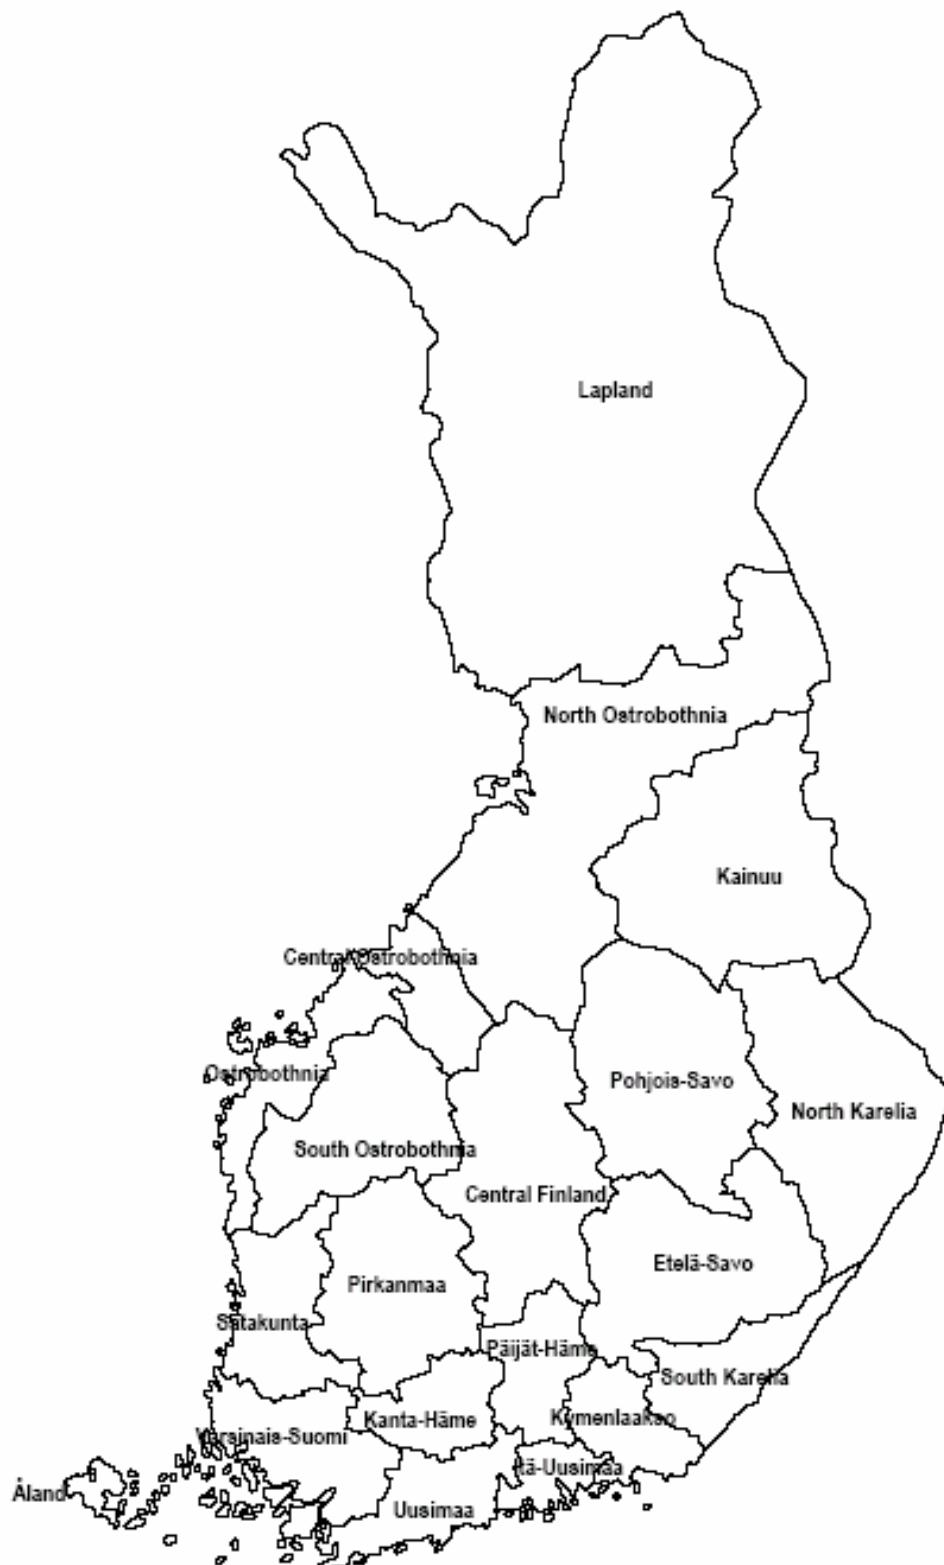 Lapland
North Ostrobothnia
Kainuu
Central Ostrobothnia
Ostrobothnia
Pohjois-Savo
North Karelia
South Ostrobothnia
Central Finland
Etelä-Savo
Pirkanmaa
Satakunta
Päijät-Häme
South Karelia
Kanta-Häme
Kymenlaakso
Varsinais-Suomi
Itä-Uusimaa
Åland
Uusimaa